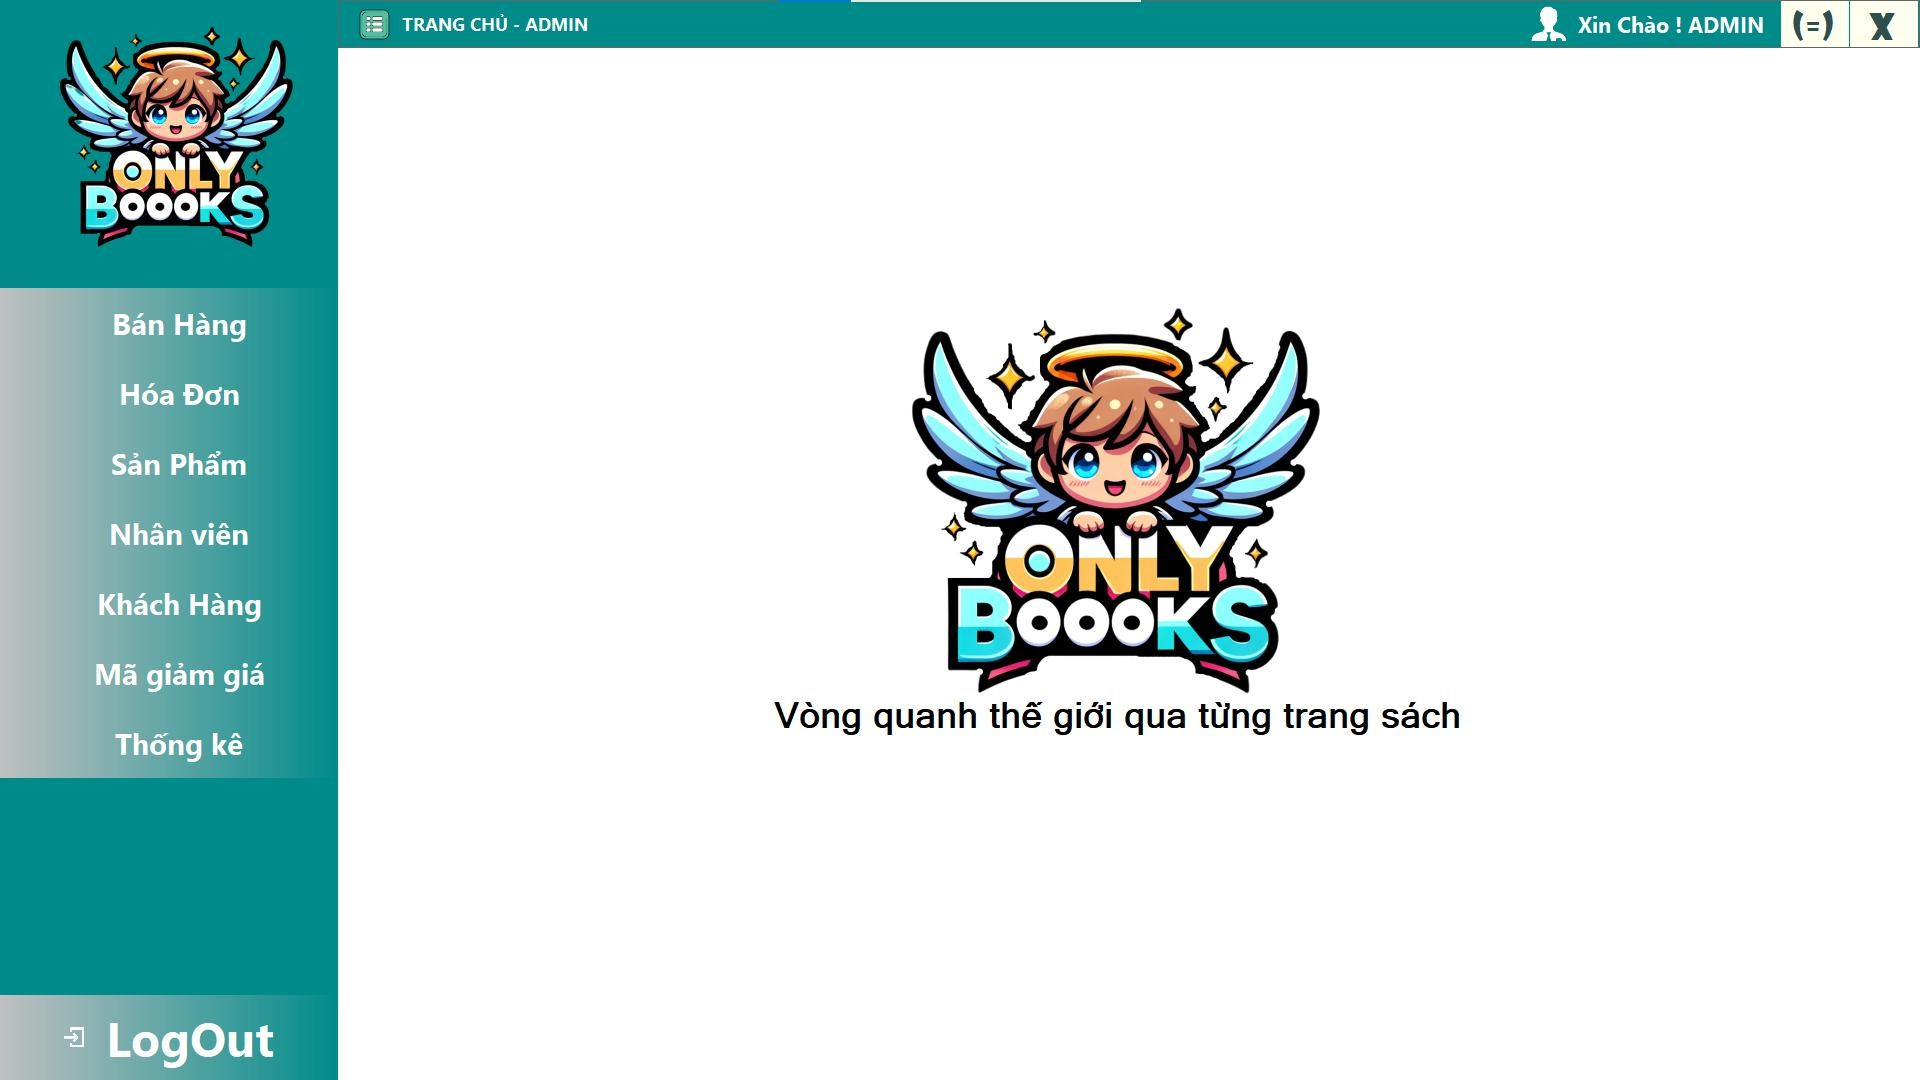 TRANG CHỦ - ADMIN
Xin Chào ! ADMIN
(=)
X
ONLY
BOOOKS
Bán Hàng
Hóa Đơn
Sản Phẩm
Nhân viên
Khách Hàng
Mã giảm giá
Thống kê
LogOut
ONLY
BOOOKS
Vòng quanh thế giới qua từng trang sách